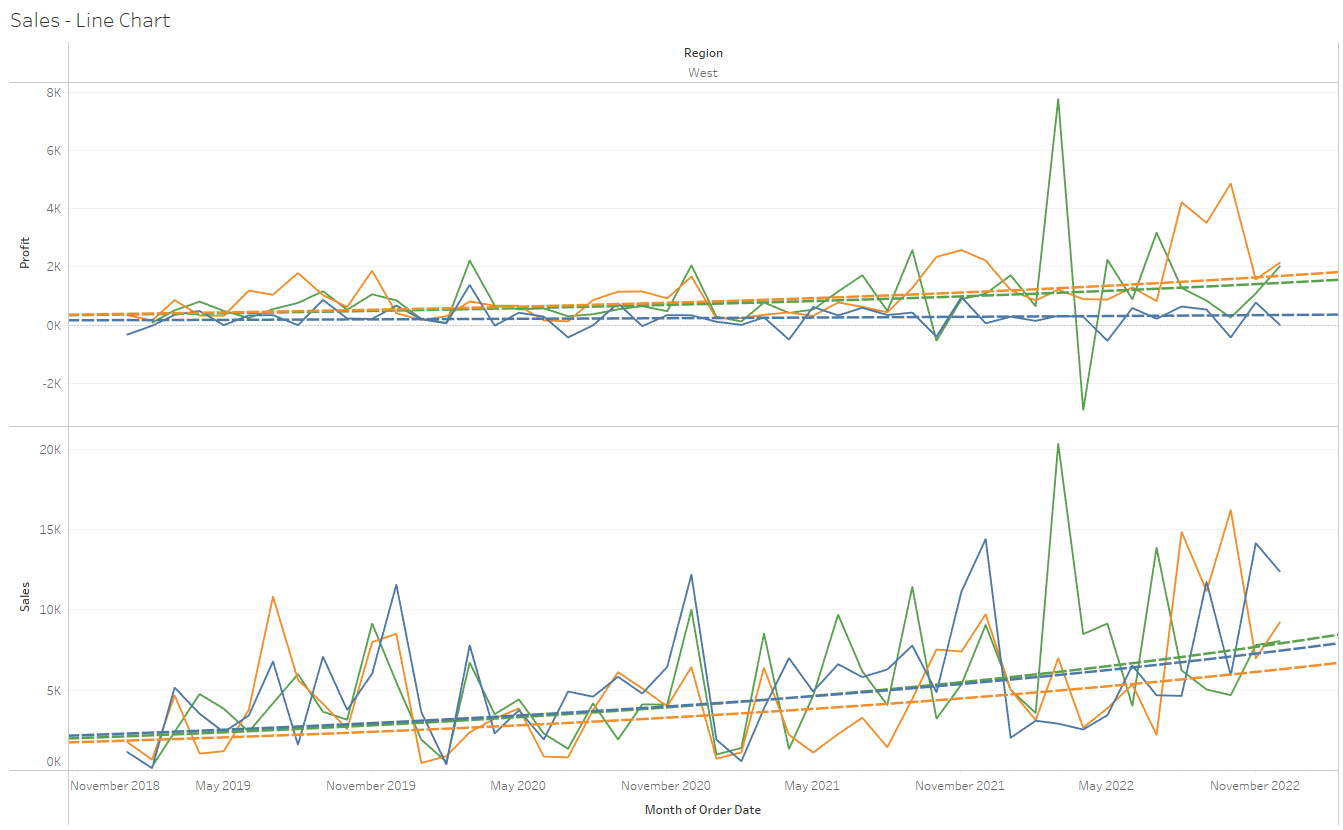 Sales - Line Chart
Region
West
8K
6K
4K
2K
0K
-2K
Profit
20K
15K
10K
5K
0K
Sales
November 2018 May 2019 November 2019 May 2020 November 2020 May 2021 November 2021 May 2022 November 2022
Month of Order Date